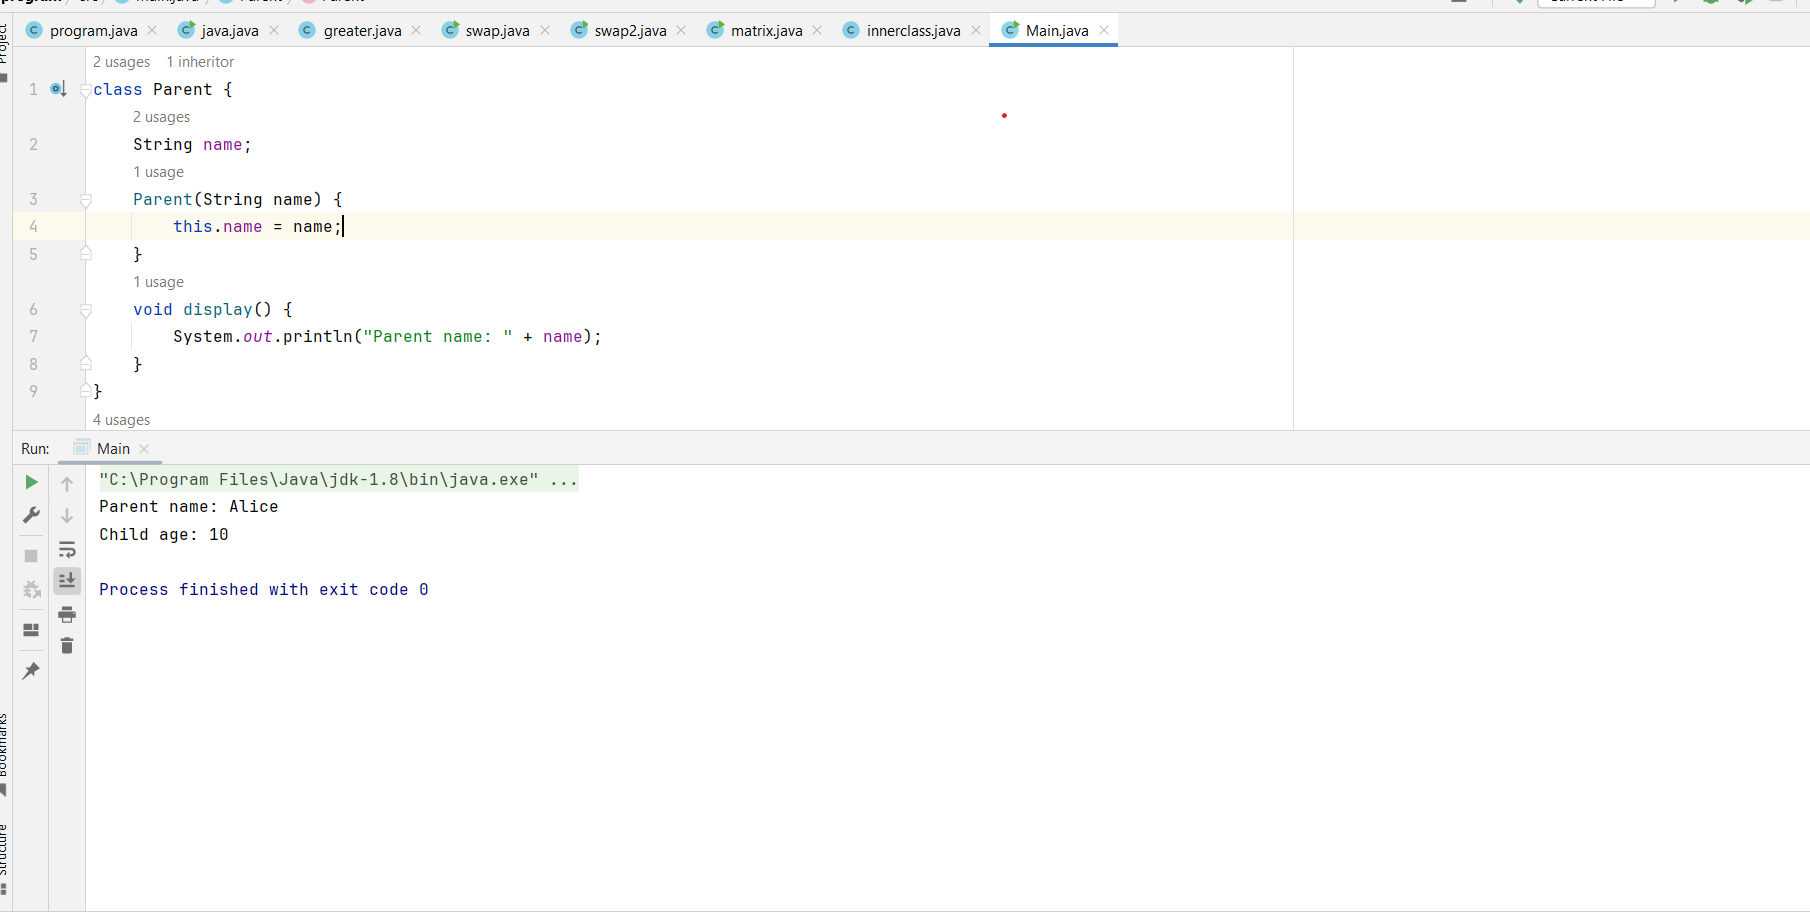 program.java java.java greater.java swap.java swap2.java matrix.java innerclass.java Main.java
2 usages 1 inheritor
1 class Parent {
2 usages
2 String name;
1 usage
3 Parent(String name) {
4 this.name = name;
5 }
1 usage
6 void display() {
7 System.out.println("Parent name: " + name);
8 }
9 }
4 usages
Run: Main
"C:\Program Files\Java\jdk-1.8\bin\java.exe" ...
Parent name: Alice
Child age: 10
Process finished with exit code 0
Project
Bookmarks
Structure